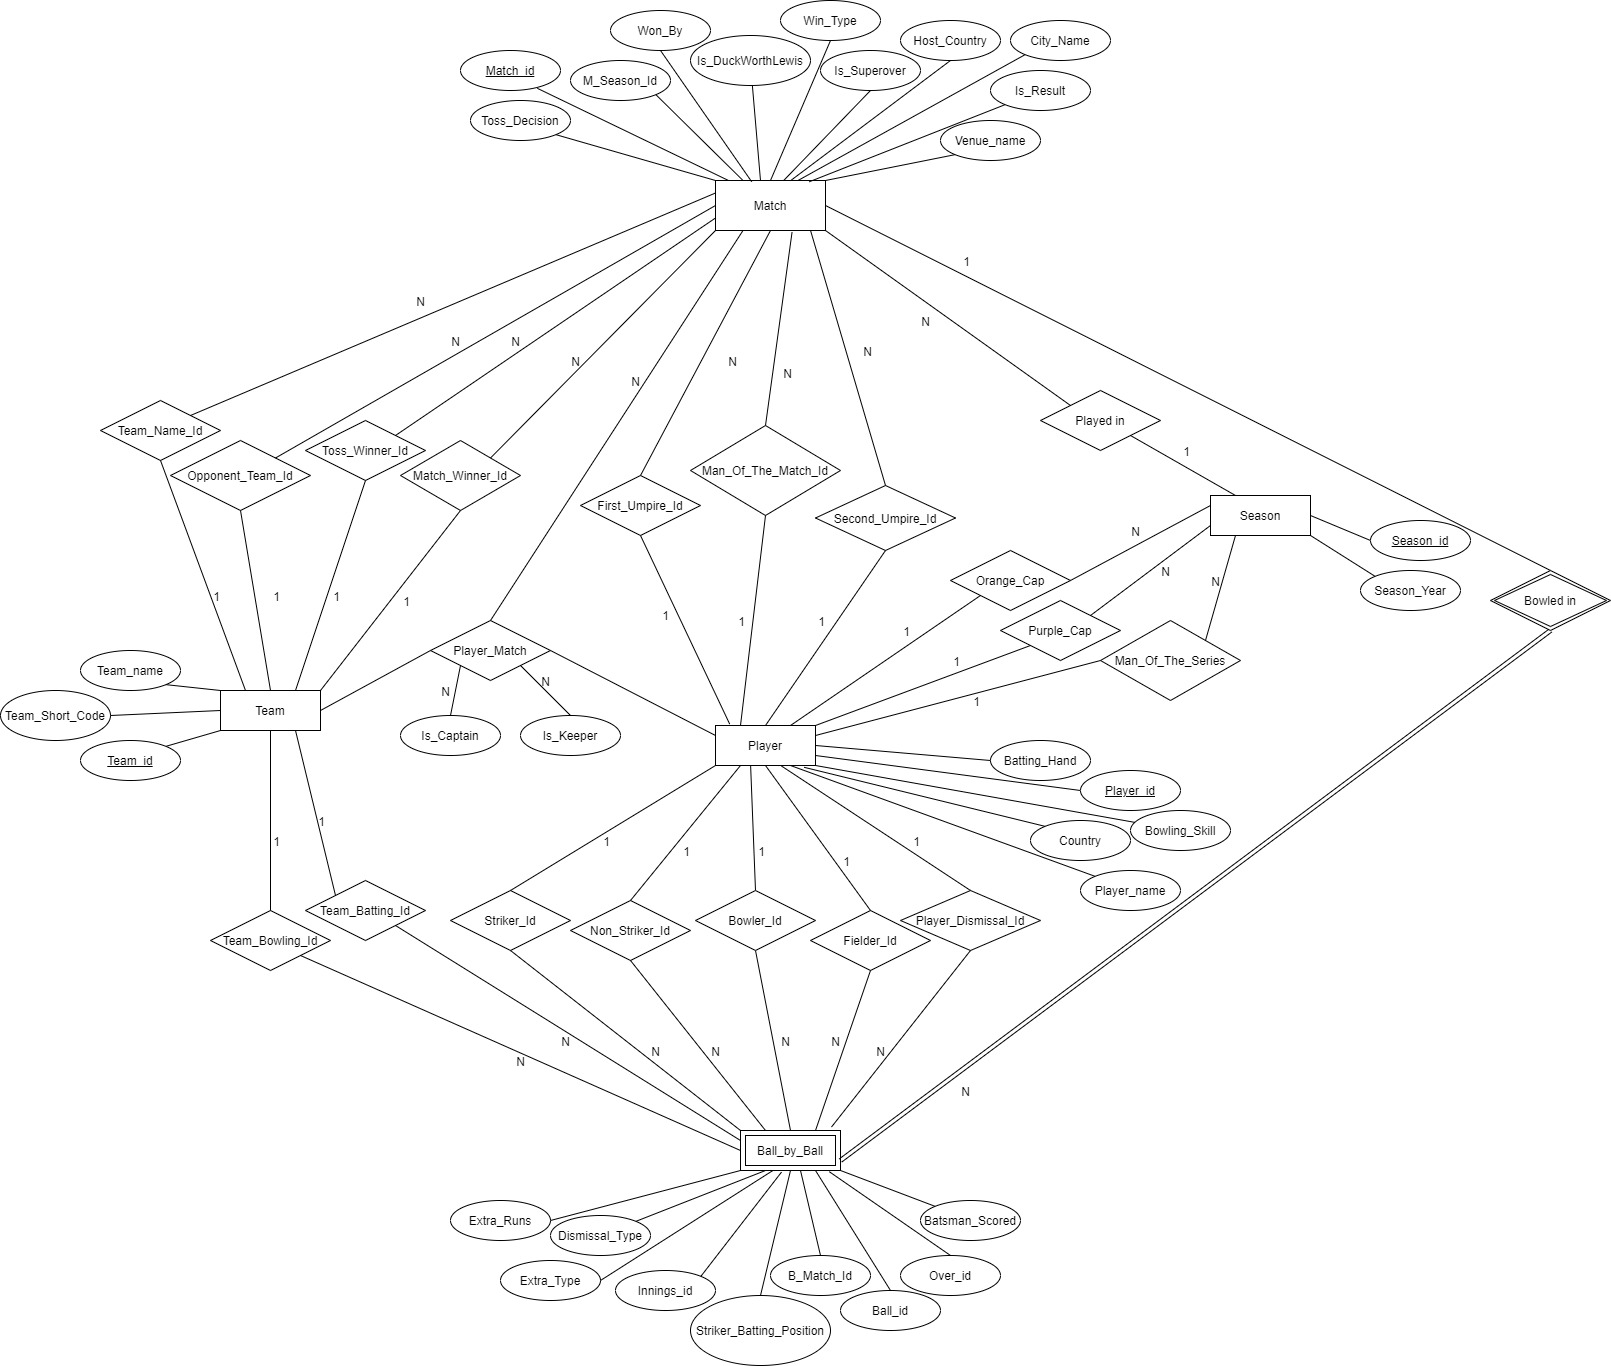 Win_Type
Won_By
Host_Country
City_Name
Is_DuckWorthLewis
Match_id
M_Season_Id
Is_Superover
Is_Result
Toss_Decision
Venue_name
Match
1
N
N
N
N
N
N
N
N
N
N
Team_Name_Id
Opponent_Team_Id
Toss_Winner_Id
Match_Winner_Id
First_Umpire_Id
Man_Of_The_Match_Id
Second_Umpire_Id
Played in
1
Season
Season_id
Season_Year
Bowled in
N
N
N
Orange_Cap
Purple_Cap
Man_Of_The_Series
1
1
1
1
1
1
1
1
1
1
Player_Match
N
N
Is_Captain
Is_Keeper
Team_name
Team_Short_Code
Team_id
Team
Player
Batting_Hand
Player_id
Bowling_Skill
Country
Player_name
1
1
1
1
1
1
1
Team_Bowling_Id
Team_Batting_Id
Striker_Id
Non_Striker_Id
Bowler_Id
Fielder_Id
Player_Dismissal_Id
N
N
N
N
N
N
N
N
Ball_by_Ball
Extra_Runs
Dismissal_Type
Extra_Type
Innings_id
Striker_Batting_Position
B_Match_Id
Ball_id
Over_id
Batsman_Scored